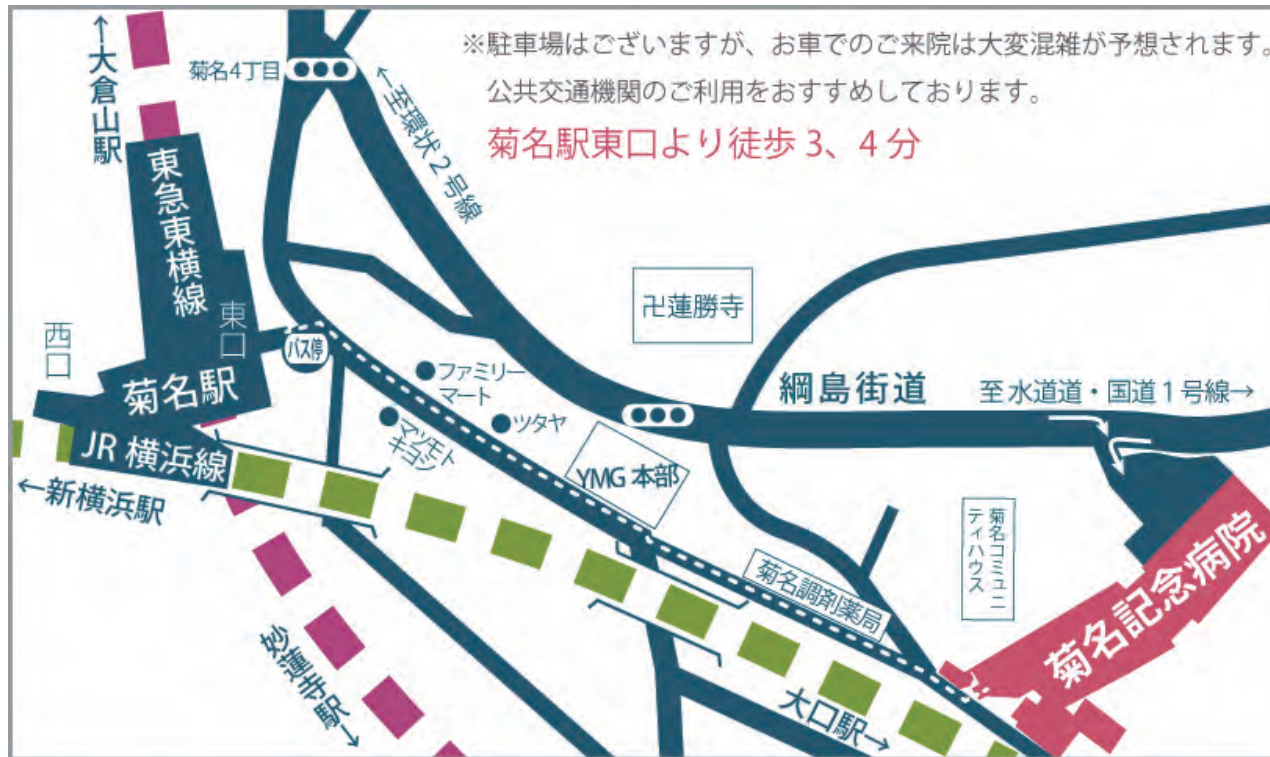 ※駐車場はございますが、お車でのご来院は大変混雑が予想されます。
公共交通機関のご利用をおすすめしております。
菊名駅東口より徒歩3、4分
↑大倉山駅
菊名4丁目
←至環状2号線
東急東横線
東口
西口
バス停
菊名駅
JR 横浜線
←新横浜駅
ファミリー
マート
ツタヤ
マツモト
キヨシ
卍蓮勝寺
綱島街道
至 水道道・国道1号線→
YMG 本部
菊名調剤薬局
菊名コミュニ
ティハウス
菊名記念病院
妙蓮寺駅→
大口駅→